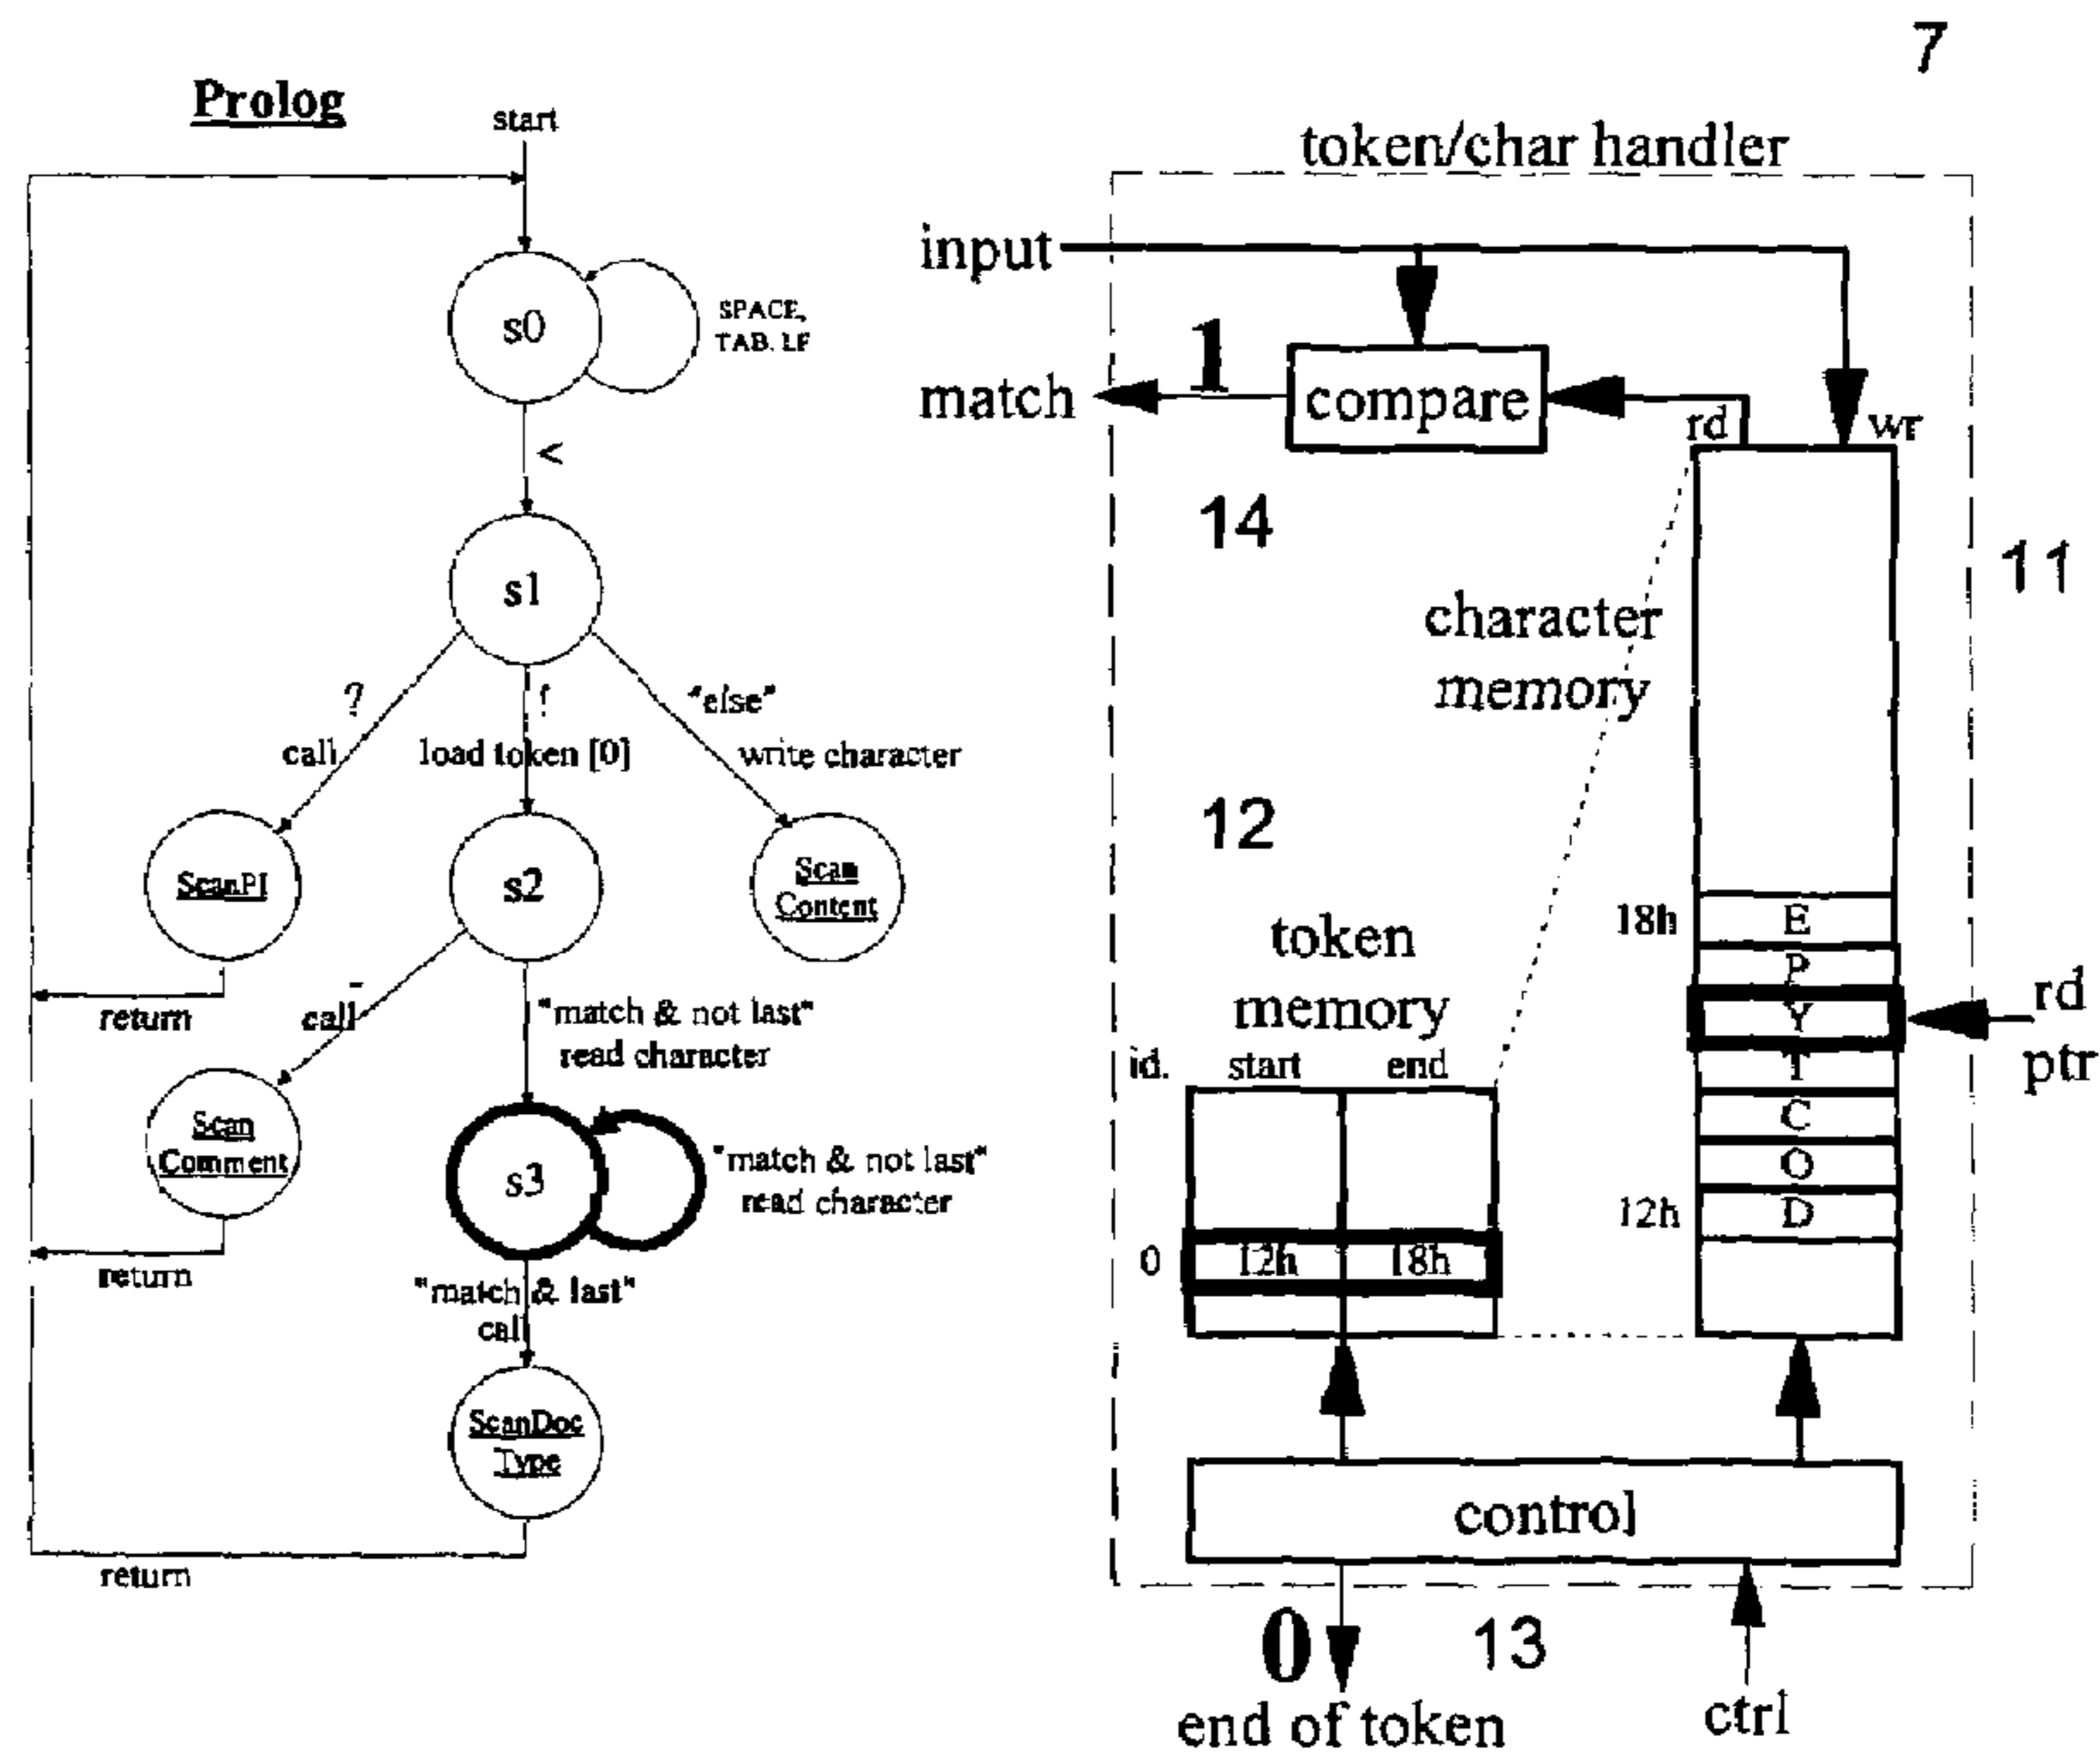 7
Prolog
start
s0
SPACE,
TAB. LF
<
s1
?
call
!
load token [0]
"else"
write character
ScanPI
s2
Scan
Content
return
-
call
"match & not last"
read character
Scan
Comment
s3
"match & not last"
read character
return
"match & last"
call
ScanDoc
Type
return
token/char handler
input
match
1
compare
rd
wr
14
11
character
memory
12
token
memory
id.
start
end
0
12h
18h
18h
E
P
Y
T
C
O
12h
D
rd
ptr
control
0
13
end of token
ctrl